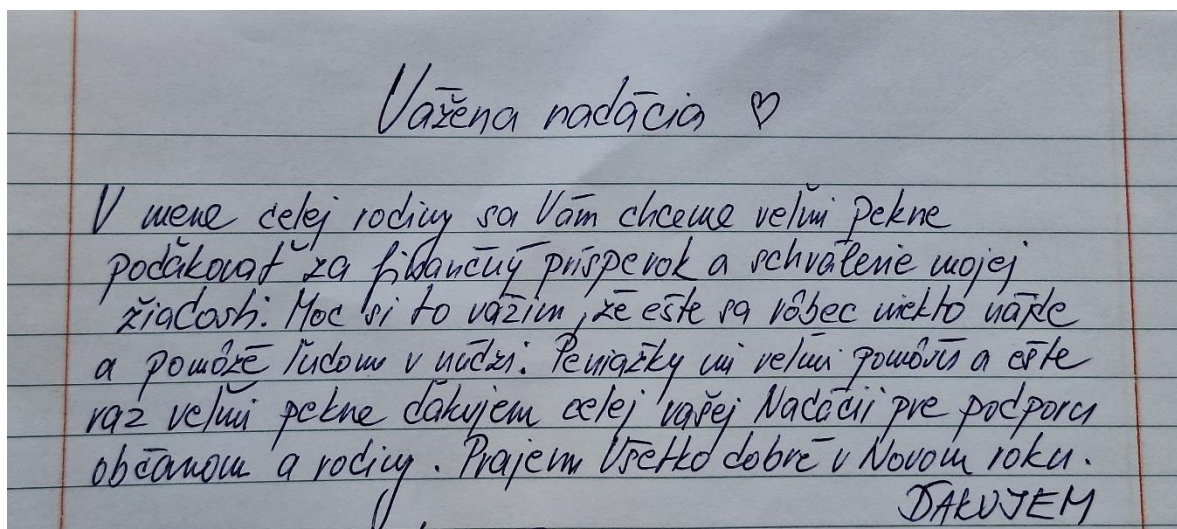 Vážena nadácia ♡
V mene celej rodiny sa Vám chceme veľmi pekne
poďakovať za finančný príspevok a schválenie mojej
žiadosti. Moc si to vážim, že ešte sa vôbec niekto nájde
a pomôže ľuďom v núdzi. Peniažky mi veľmi pomôžu a ešte
raz veľmi pekne ďakujem celej vašej Nadácii pre podporu
občanom a rodiny. Prajem Všetko dobré v Novom roku.
ĎAKUJEM